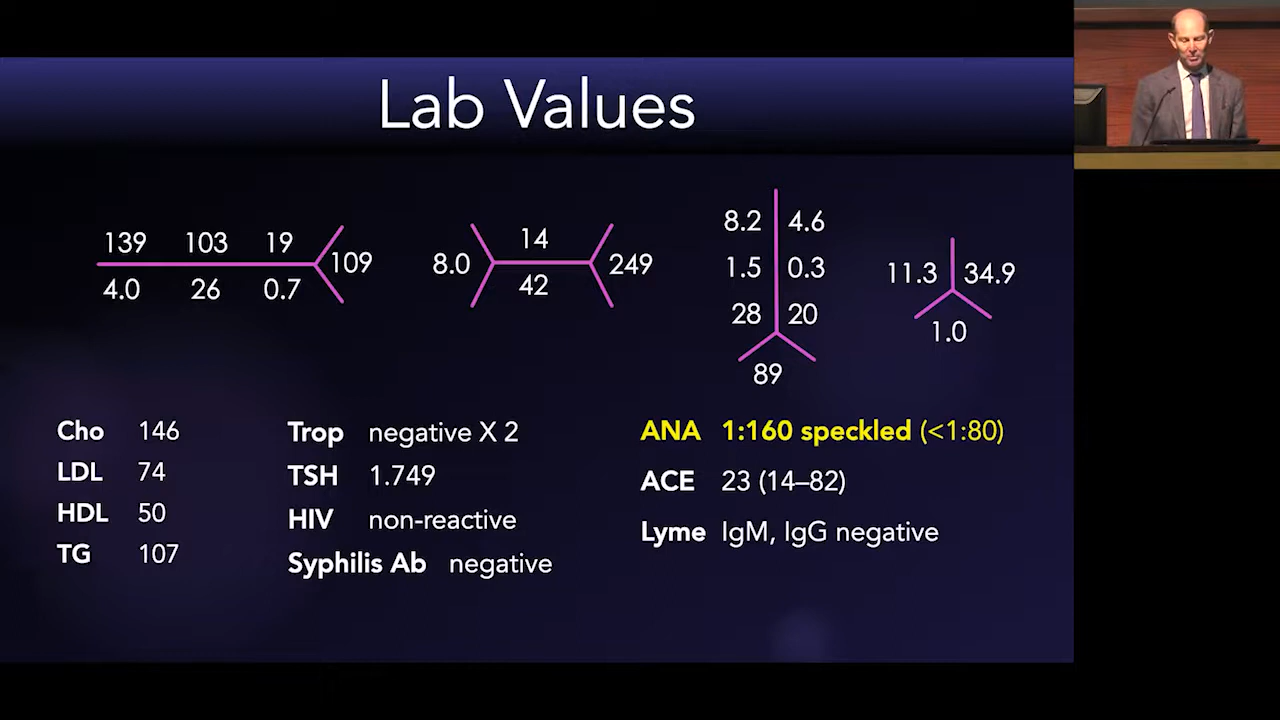 Lab Values
139 103 19
4.0 26 0.7
109
14
8.0 249
42
8.2 4.6
1.5 0.3
28 20
89
11.3 34.9
1.0
Cho 146
LDL 74
HDL 50
TG 107
Trop negative X 2
TSH 1.749
HIV non-reactive
Syphilis Ab negative
ANA 1:160 speckled (<1:80)
ACE 23 (14–82)
Lyme IgM, IgG negative